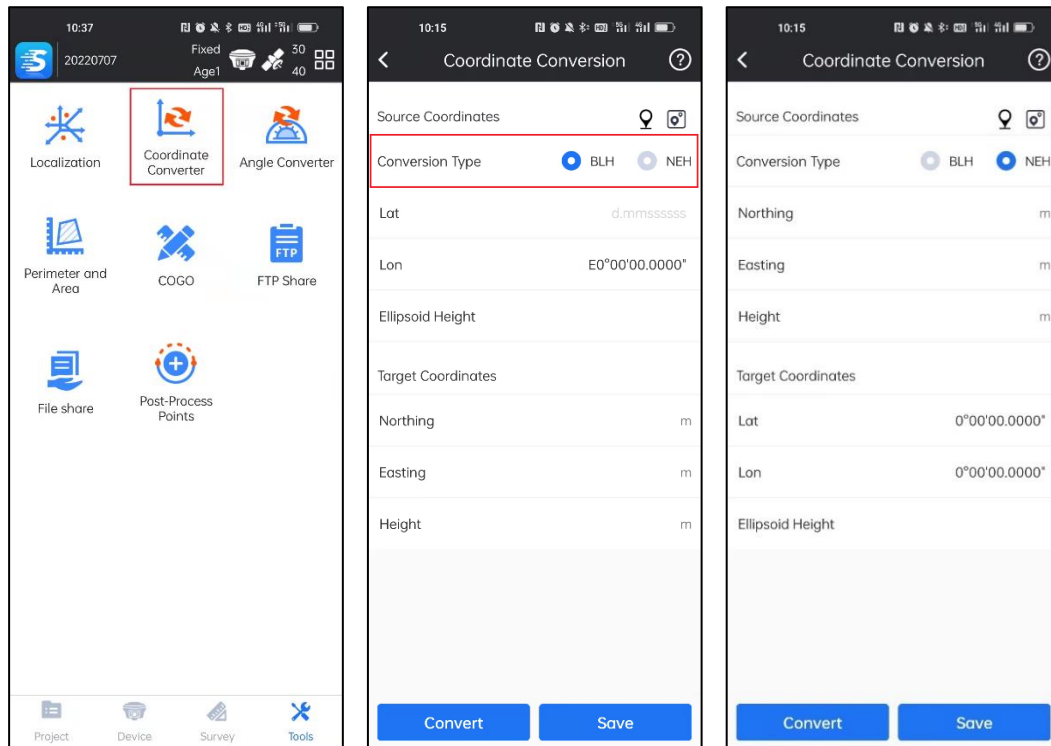 10:37
20220707
Fixed
Age1
30
40
Localization
Coordinate
Converter
Angle Converter
Perimeter and
Area
COGO
FTP
FTP Share
File share
Post-Process
Points
Project
Device
Survey
Tools
10:15
Coordinate Conversion
Source Coordinates
Conversion Type
BLH
NEH
Lat
d.mmssssss
Lon
E0°00'00.0000"
Ellipsoid Height
Target Coordinates
Northing
m
Easting
m
Height
m
Convert
Save
10:15
Coordinate Conversion
Source Coordinates
Conversion Type
BLH
NEH
Northing
m
Easting
m
Height
m
Target Coordinates
Lat
0°00'00.0000"
Lon
0°00'00.0000"
Ellipsoid Height
Convert
Save